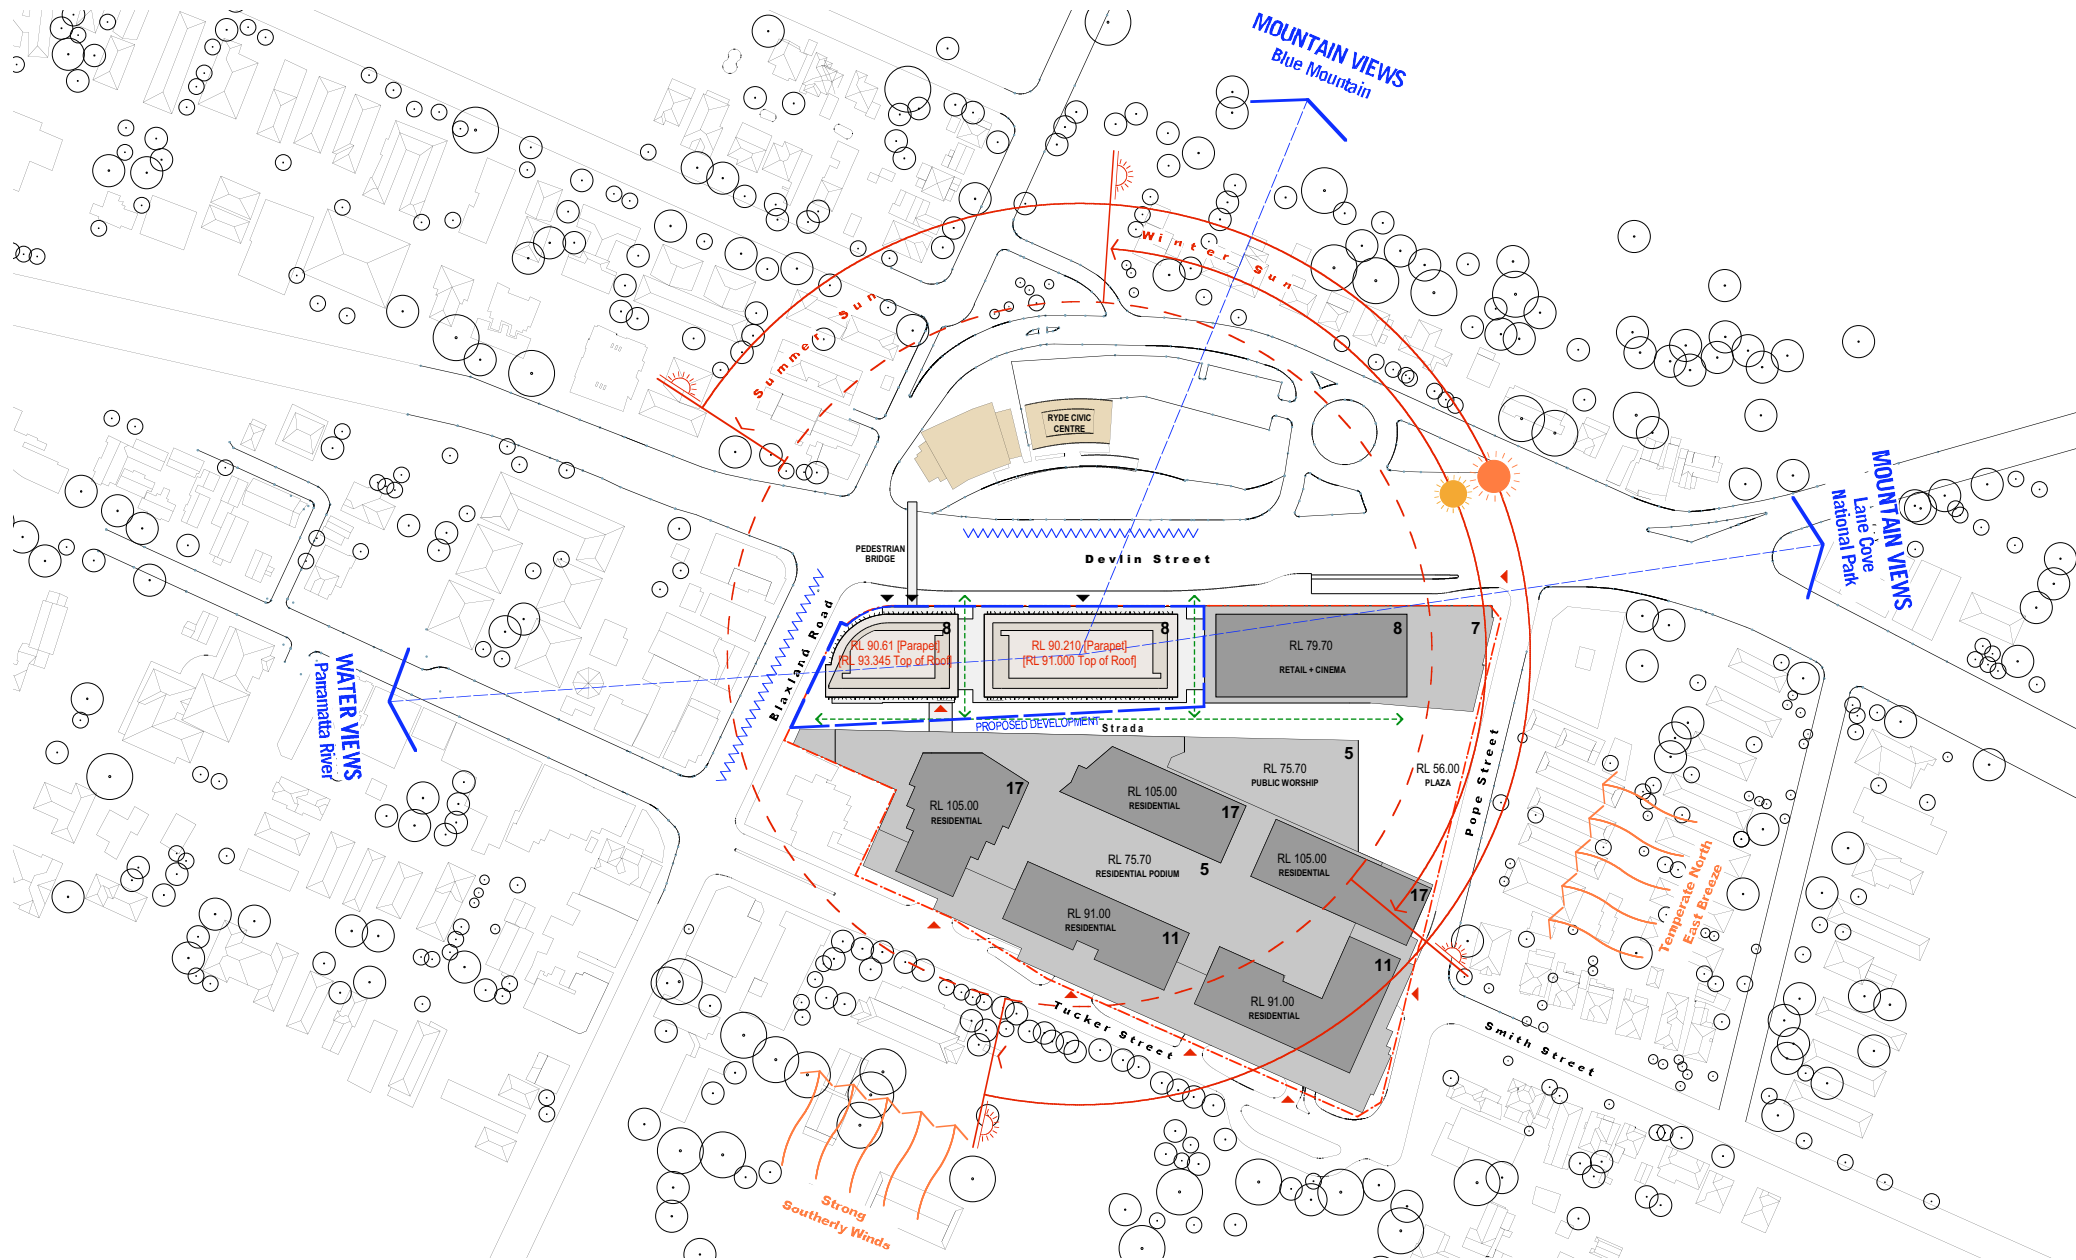 MOUNTAIN VIEWS
Blue Mountain
Winter Sun
Summer Sun
RYDE CIVIC
CENTRE
MOUNTAIN VIEWS
Lane Cove
National Park
PEDESTRIAN
BRIDGE
Devlin Street
Blaxland Road
8
RL 90.61 [Parapet]
[RL 93.345 Top of Roof]
8
RL 90.210 [Parapet]
[RL 91.000 Top of Roof]
8
RL 79.70
RETAIL + CINEMA
7
WATER VIEWS
Parramatta River
PROPOSED DEVELOPMENT
Strada
5
RL 75.70
PUBLIC WORSHIP
RL 56.00
PLAZA
Pope Street
17
RL 105.00
RESIDENTIAL
RL 105.00
RESIDENTIAL
17
RL 75.70
RESIDENTIAL PODIUM
5
RL 105.00
RESIDENTIAL
17
RL 91.00
RESIDENTIAL
11
11
RL 91.00
RESIDENTIAL
Temperate North
East Breeze
Tucker Street
Smith Street
Strong
Southerly Winds